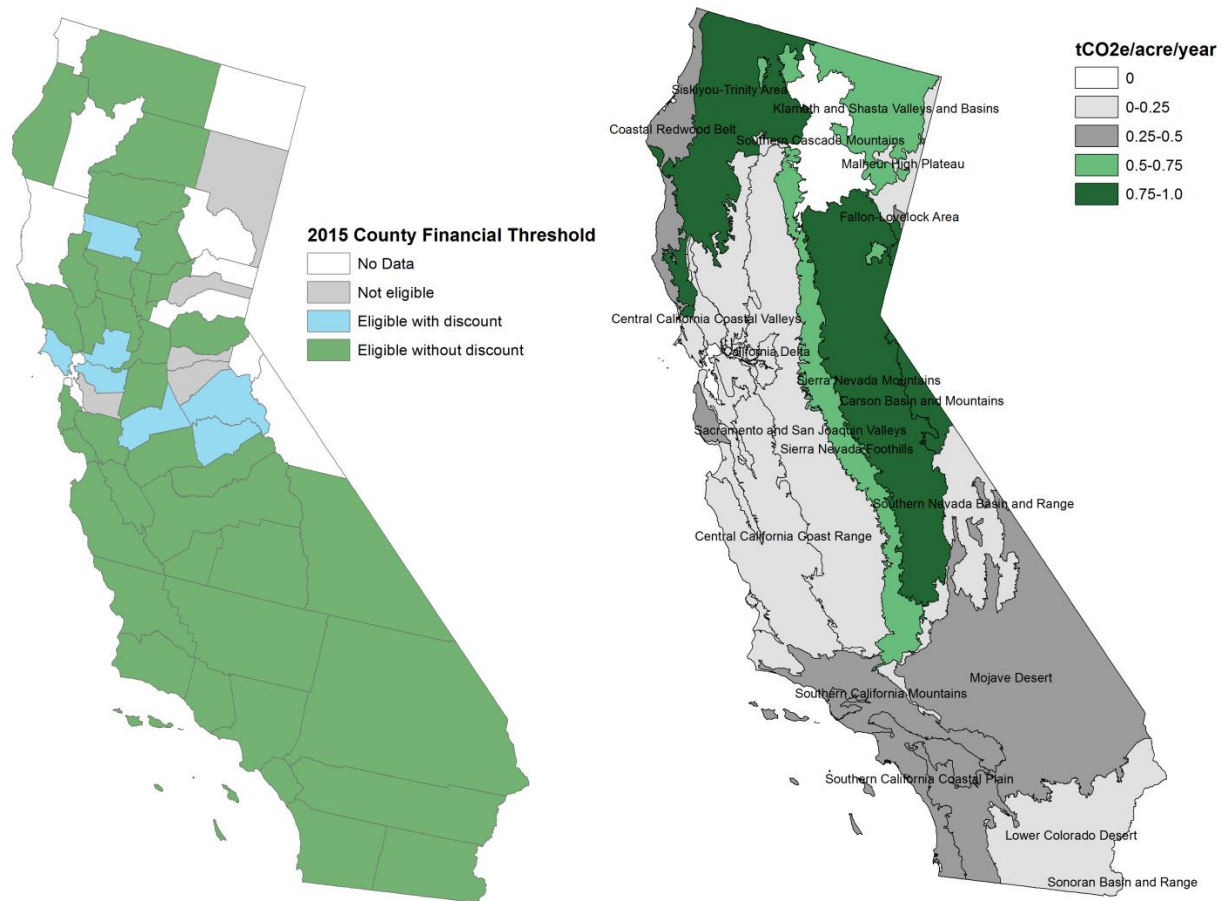 2015 County Financial Threshold
No Data
Not eligible
Eligible with discount
Eligible without discount
tCO2e/acre/year
0
0-0.25
0.25-0.5
0.5-0.75
0.75-1.0
Siskiyou-Trinity Area
Klamath and Shasta Valleys and Basins
Coastal Redwood Belt
Southern Cascade Mountains
Malheur High Plateau
Fallon-Lovelock Area
Central California Coastal Valleys
California Delta
Sierra Nevada Mountains
Carson Basin and Mountains
Sacramento and San Joaquin Valleys
Sierra Nevada Foothills
Southern Nevada Basin and Range
Central California Coast Range
Mojave Desert
Southern California Mountains
Southern California Coastal Plain
Lower Colorado Desert
Sonoran Basin and Range